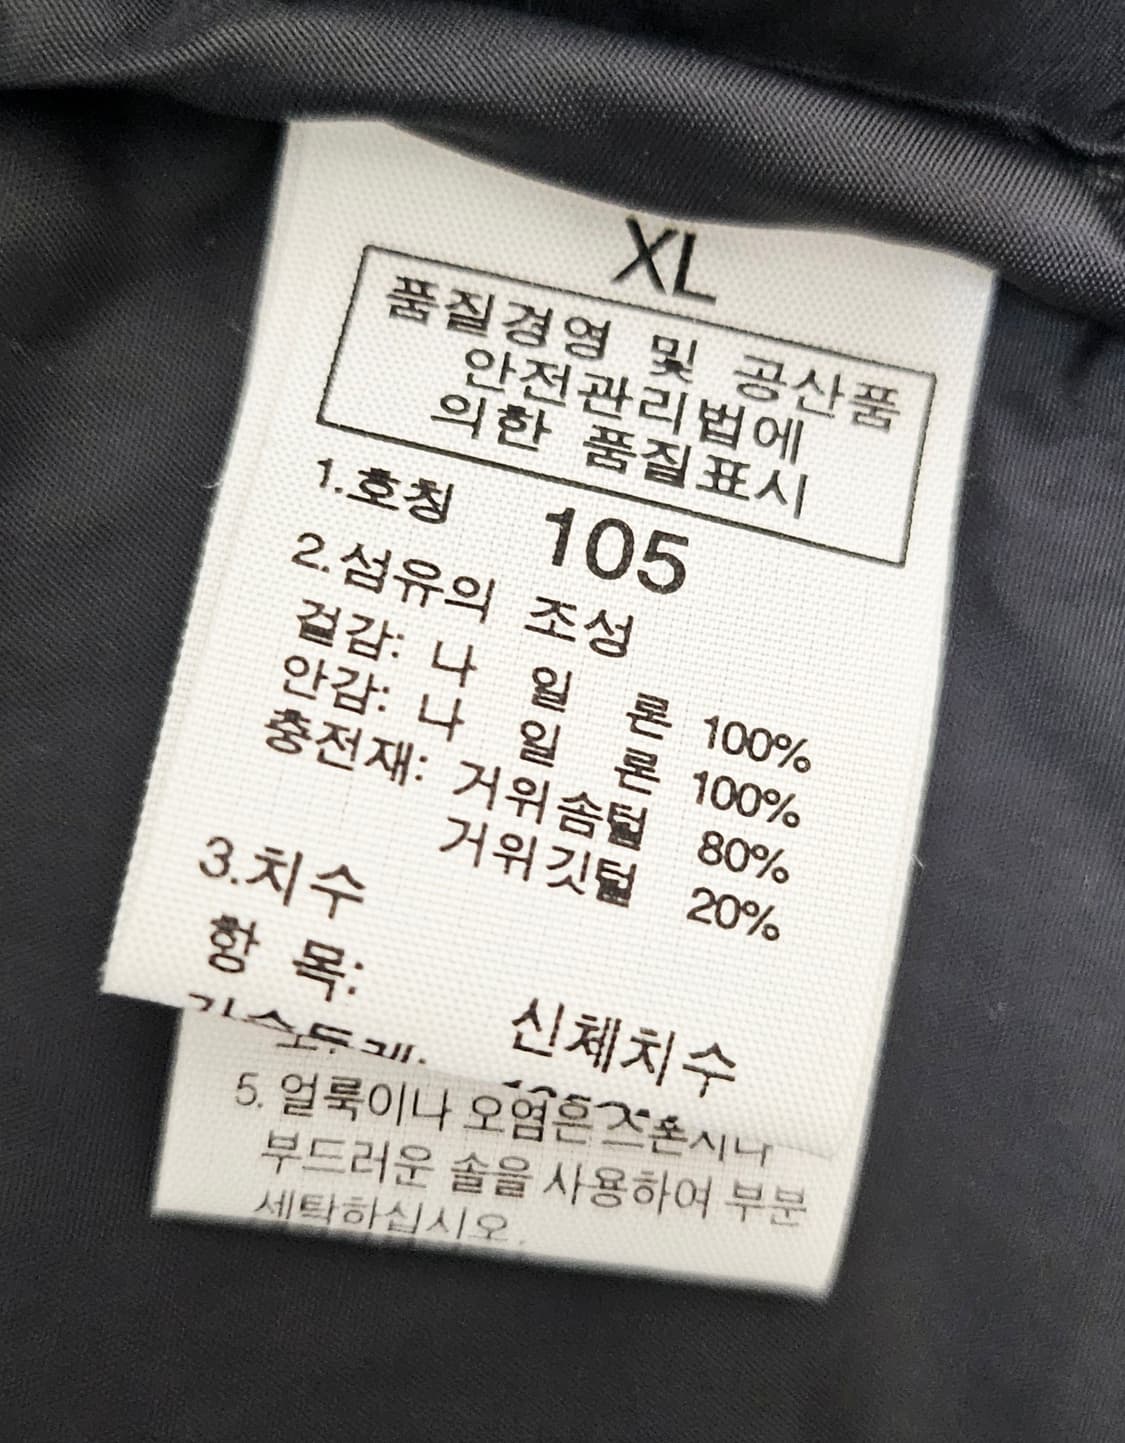 XL
품질경영 및 공산품
안전관리법에
의한 품질표시
1.호칭 105
2.섬유의 조성
겉감: 나 일 론 100%
안감: 나 일 론 100%
충전재: 거위솜털 80%
거위깃털 20%
3.치수
항 목: 신체치수
5. 얼룩이나 오염은 스폰지나
부드러운 솔을 사용하여 부분
세탁하십시오.